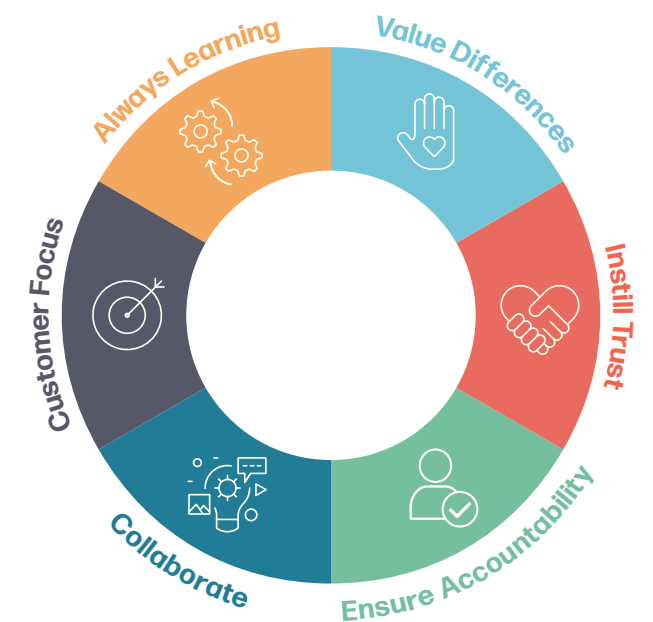 Always Learning
Value Differences
Instill Trust
Ensure Accountability
Collaborate
Customer Focus